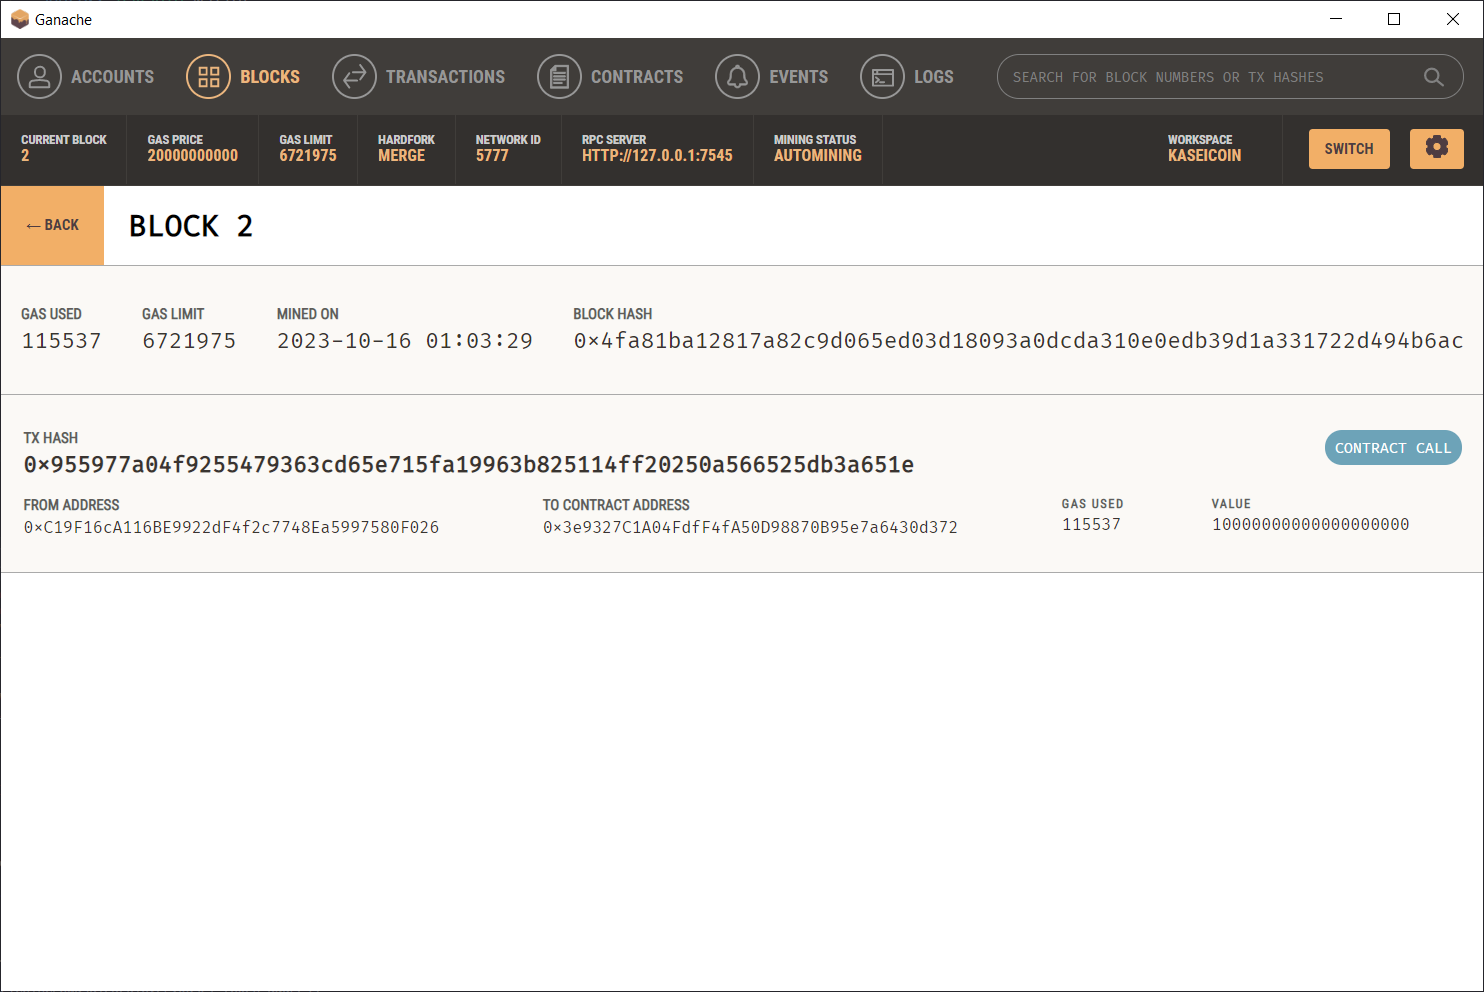 Ganache
ACCOUNTS BLOCKS TRANSACTIONS CONTRACTS EVENTS LOGS SEARCH FOR BLOCK NUMBERS OR TX HASHES
CURRENT BLOCK GAS PRICE GAS LIMIT HARDFORK NETWORK ID RPC SERVER MINING STATUS WORKSPACE
2 20000000000 6721975 MERGE 5777 HTTP://127.0.0.1:7545 AUTOMINING KASEICOIN SWITCH
← BACK BLOCK 2
GAS USED GAS LIMIT MINED ON BLOCK HASH
115537 6721975 2023-10-16 01:03:29 0×4fa81ba12817a82c9d065ed03d18093a0dcda310e0edb39d1a331722d494b6ac
TX HASH
0×955977a04f9255479363cd65e715fa19963b825114ff20250a566525db3a651e CONTRACT CALL
FROM ADDRESS TO CONTRACT ADDRESS GAS USED VALUE
0×C19F16cA116BE9922dF4f2c7748Ea5997580F026 0×3e9327C1A04FdfF4fA50D98870B95e7a6430d372 115537 10000000000000000000